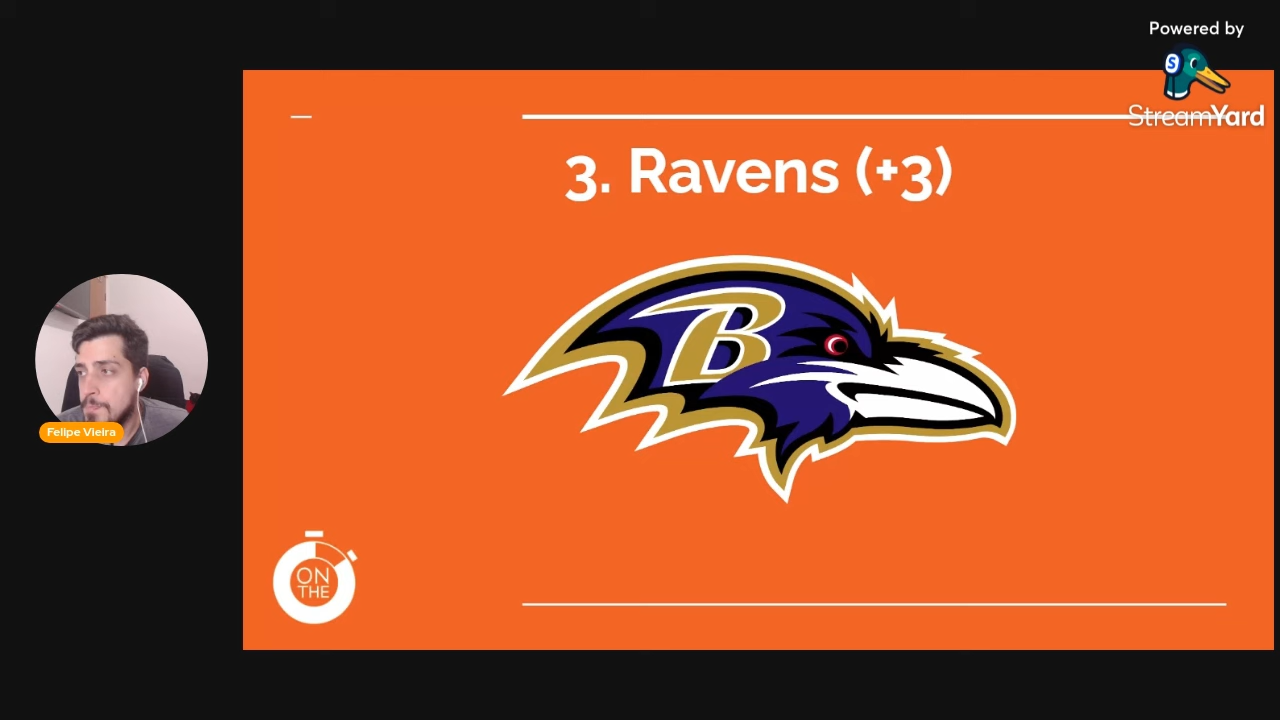 Powered by
S
StreamYard
3. Ravens (+3)
B
Felipe Vieira
ON
THE